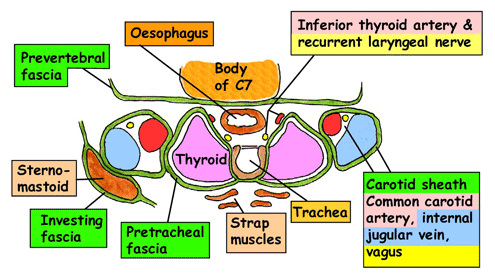 Oesophagus
Inferior thyroid artery &
recurrent laryngeal nerve
Prevertebral
fascia
Body
of C7
Thyroid
Sterno-
mastoid
Investing
fascia
Pretracheal
fascia
Strap
muscles
Trachea
Carotid sheath
Common carotid
artery, internal
jugular vein,
vagus